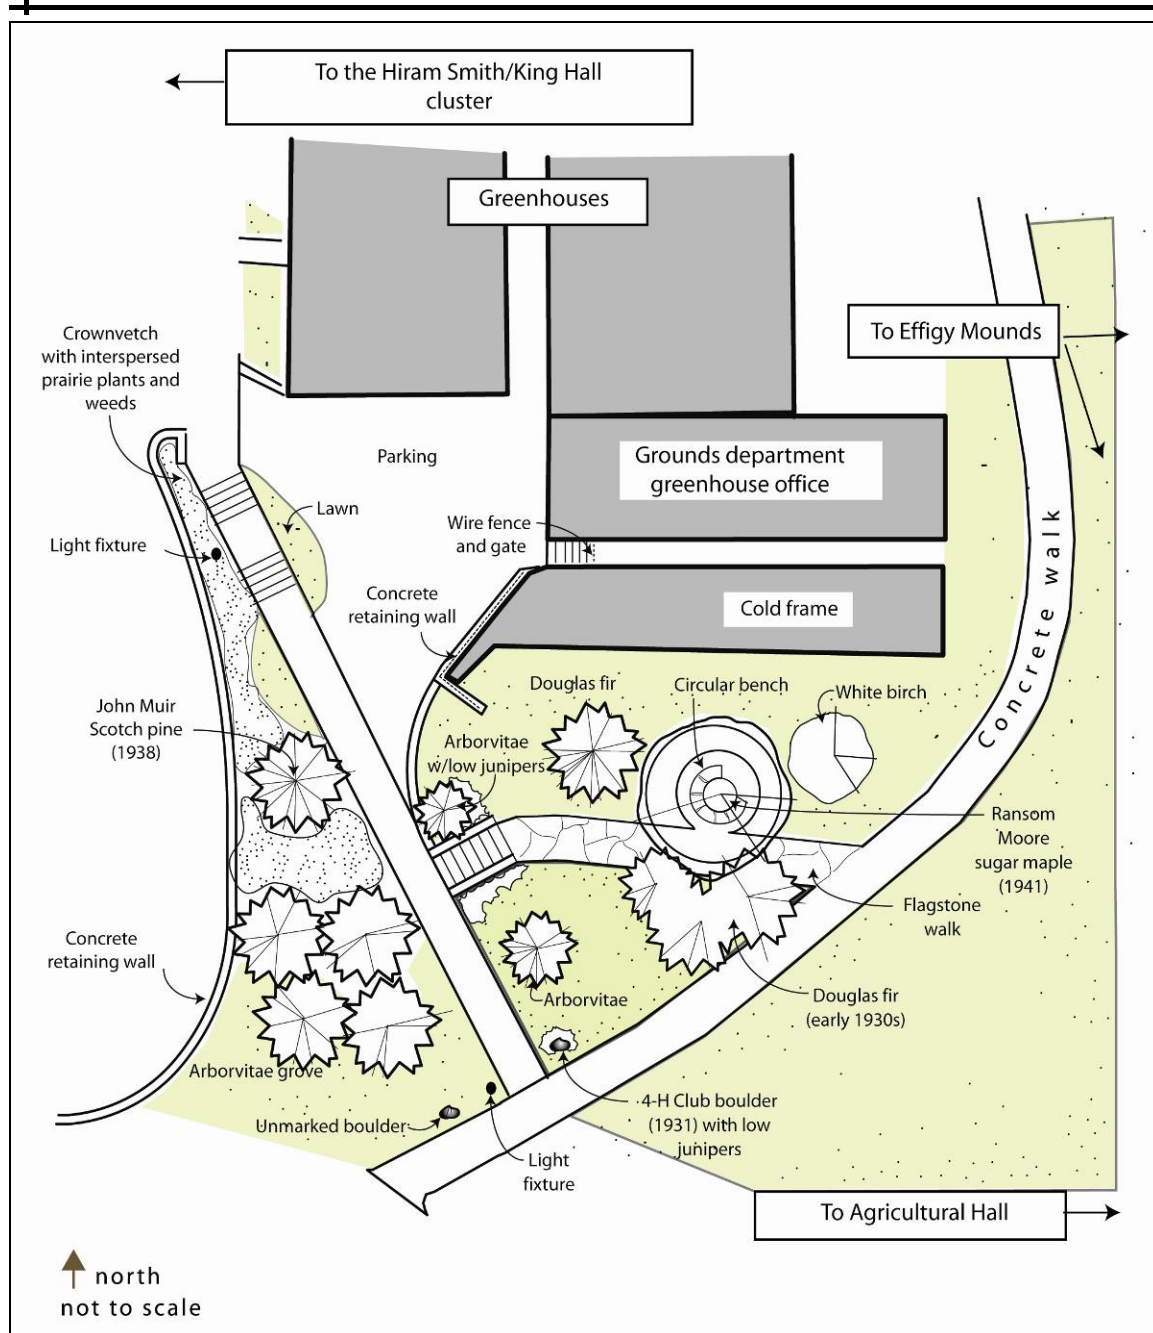 To the Hiram Smith/King Hall
cluster
Greenhouses
To Effigy Mounds
Crownvetch
with interspersed
prairie plants and
weeds
Parking
Grounds department
greenhouse office
Lawn
Wire fence
and gate
Light fixture
Concrete walk
Concrete
retaining wall
Cold frame
Douglas fir
Circular bench
White birch
John Muir
Scotch pine
(1938)
Arborvitae
w/low junipers
Ransom
Moore
sugar maple
(1941)
Flagstone
walk
Concrete
retaining wall
Arborvitae
Douglas fir
(early 1930s)
Arborvitae grove
4-H Club boulder
(1931) with low
junipers
Unmarked boulder
Light
fixture
To Agricultural Hall
north
not to scale